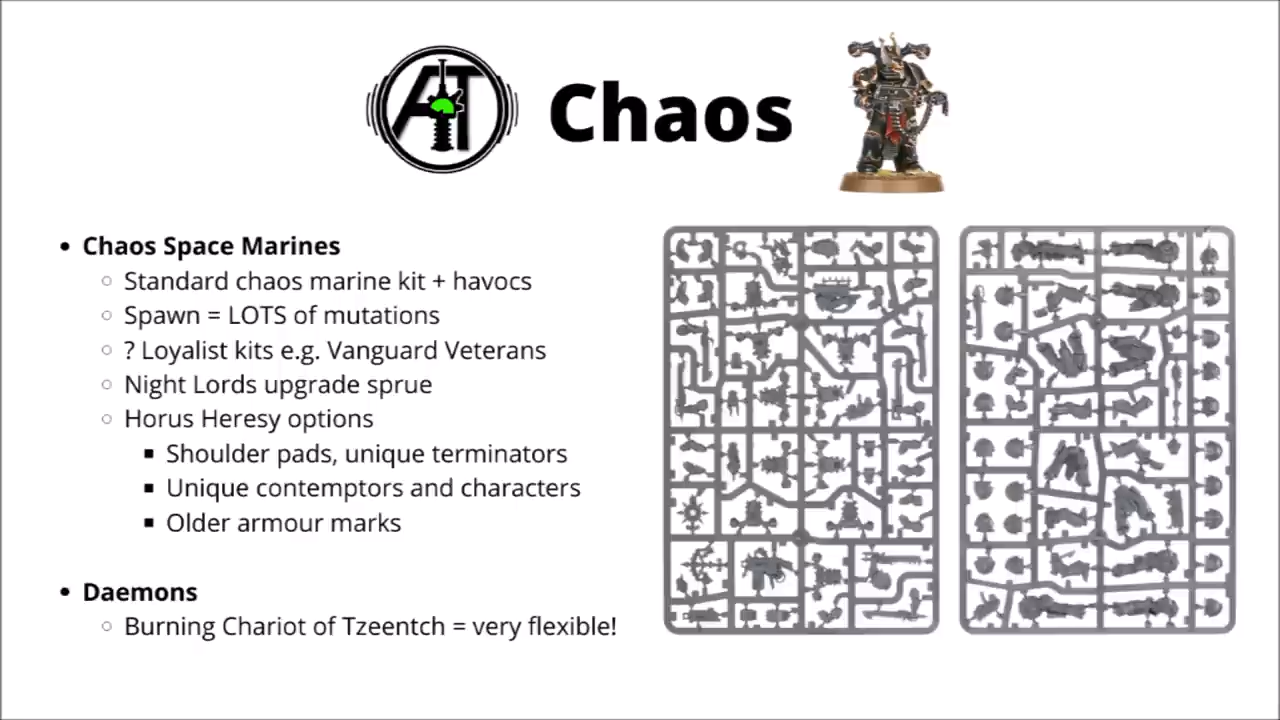 AT
Chaos
• Chaos Space Marines
○ Standard chaos marine kit + havocs
○ Spawn = LOTS of mutations
○ ? Loyalist kits e.g. Vanguard Veterans
○ Night Lords upgrade sprue
○ Horus Heresy options
▪ Shoulder pads, unique terminators
▪ Unique contemptors and characters
▪ Older armour marks
• Daemons
○ Burning Chariot of Tzeentch = very flexible!